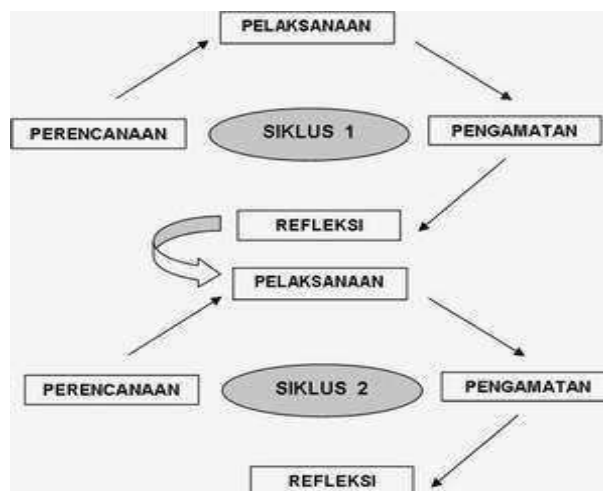 PELAKSANAAN
PERENCANAAN
SIKLUS 1
PENGAMATAN
REFLEKSI
PELAKSANAAN
PERENCANAAN
SIKLUS 2
PENGAMATAN
REFLEKSI